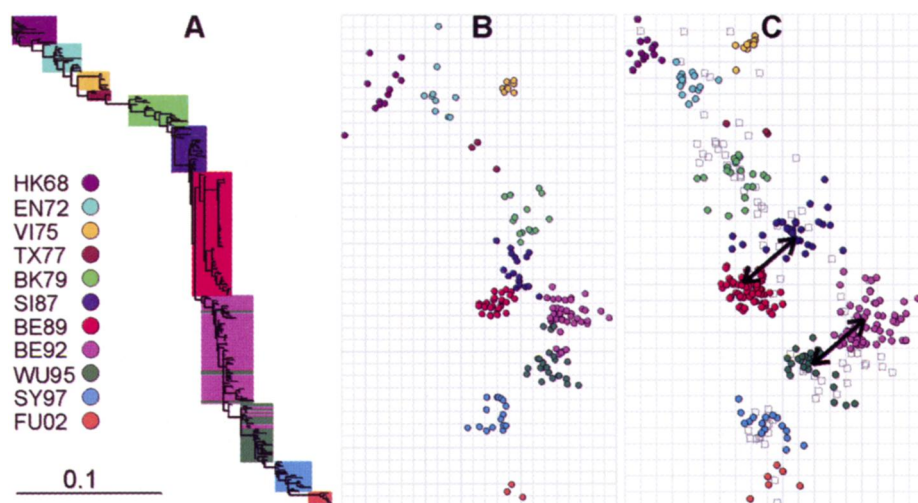 A
B
C
HK68
EN72
VI75
TX77
BK79
SI87
BE89
BE92
WU95
SY97
FU02
0.1